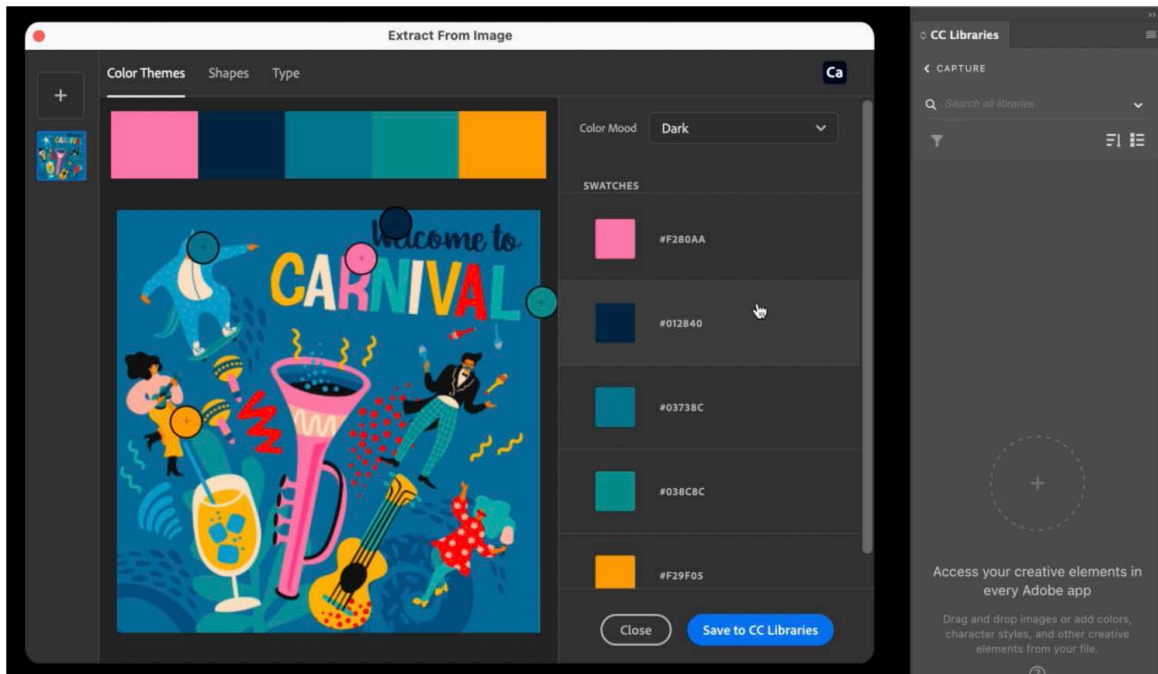 Extract From Image
Color Themes Shapes Type
Ca
Color Mood Dark
SWATCHES
#F280AA
#012840
#03738C
#038C8C
#F29F05
Close Save to CC Libraries
CARNIVAL
Welcome to
CARNIVAL
CC Libraries
CAPTURE
Search all libraries
Access your creative elements in
every Adobe app
Drag and drop images or add colors,
character styles, and other creative
elements from your file.